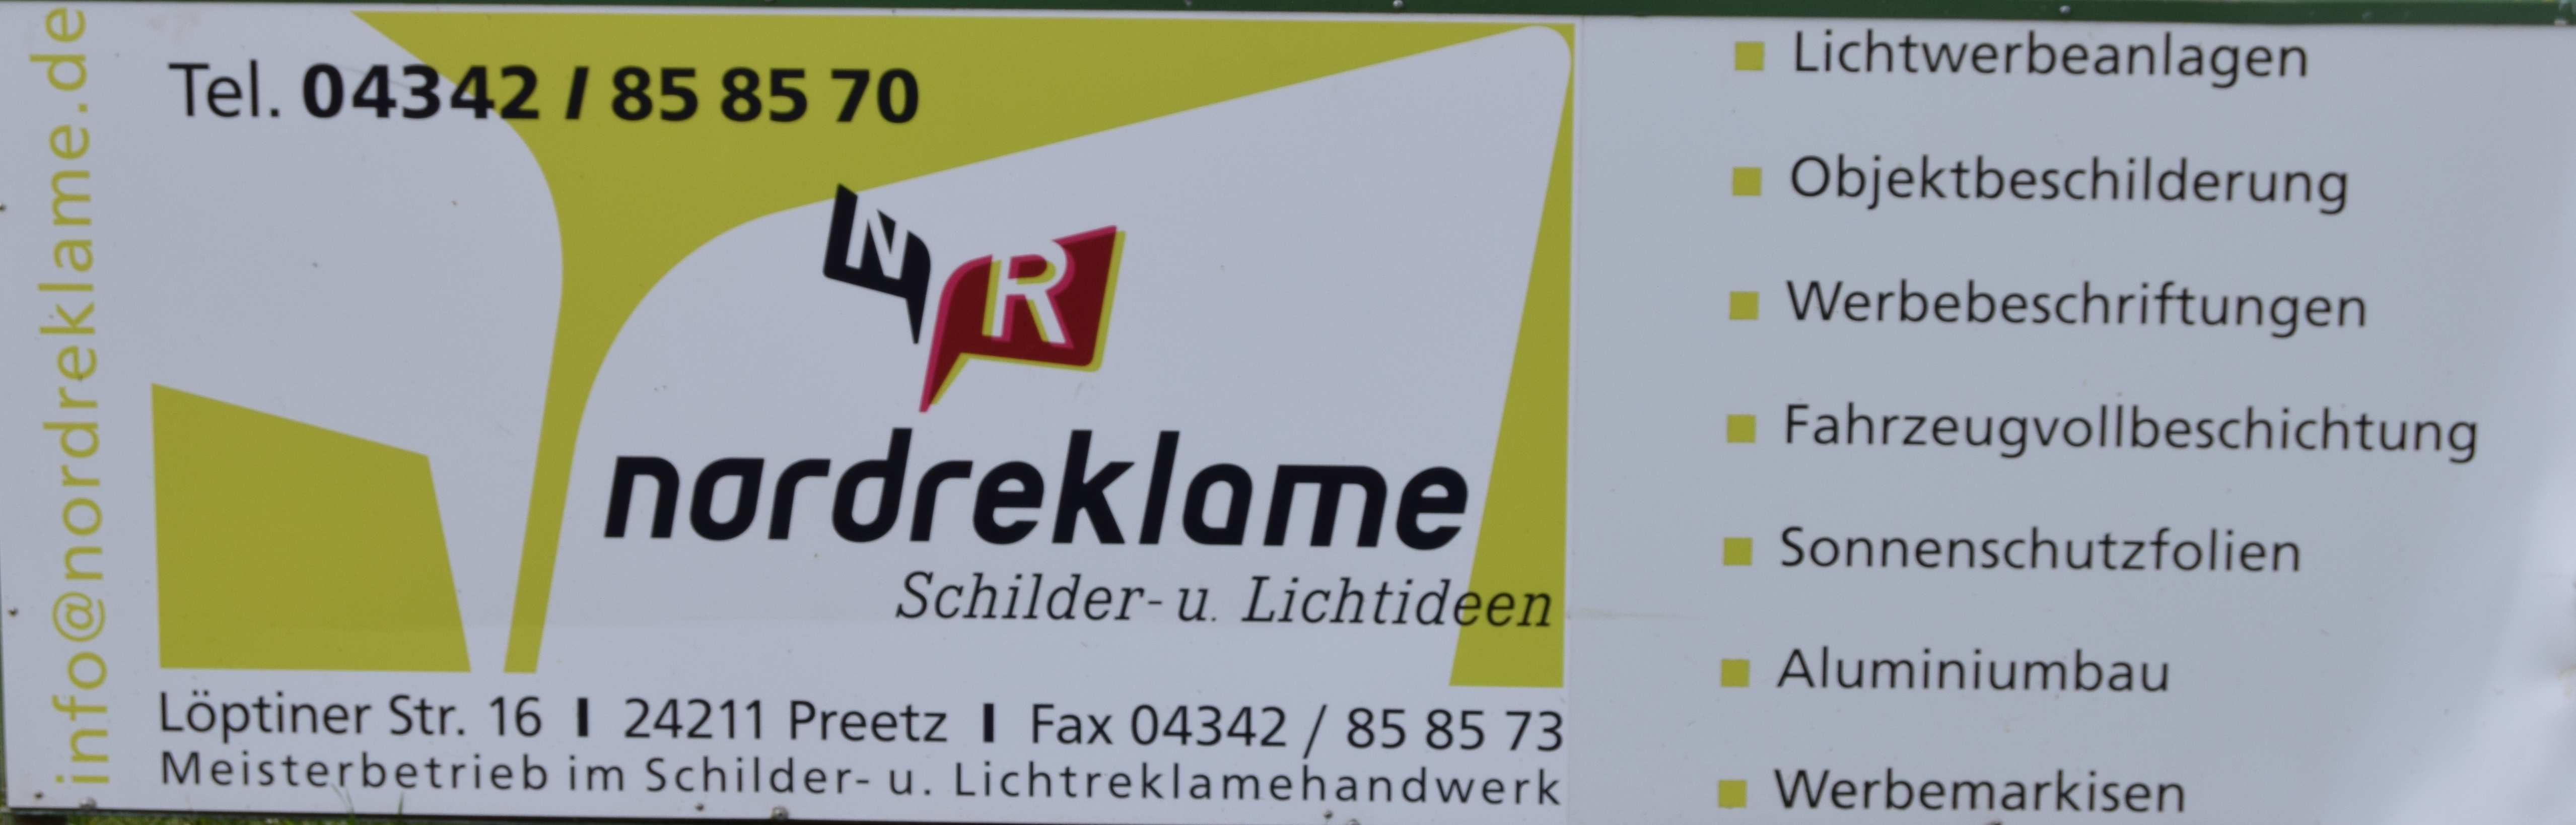 info@nordreklame.de
Tel. 04342 / 85 85 70
N R
nordreklame
Schilder- u. Lichtideen
Löptiner Str. 16 I 24211 Preetz I Fax 04342 / 85 85 73
Meisterbetrieb im Schilder- u. Lichtreklamehandwerk
Lichtwerbeanlagen
Objektbeschilderung
Werbebeschriftungen
Fahrzeugvollbeschichtung
Sonnenschutzfolien
Aluminiumbau
Werbemarkisen